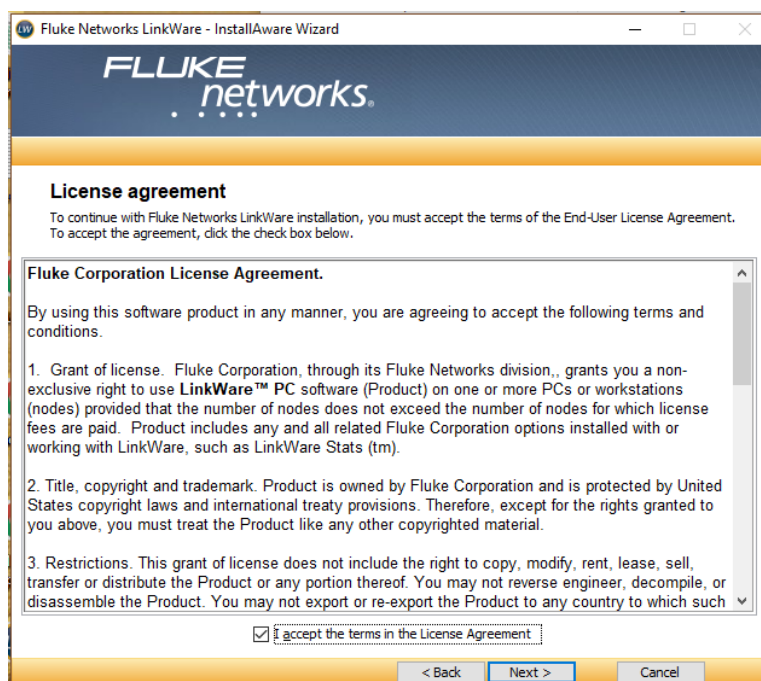 LW Fluke Networks LinkWare - InstallAware Wizard
FLUKE
networks®
License agreement
To continue with Fluke Networks LinkWare installation, you must accept the terms of the End-User License Agreement.
To accept the agreement, click the check box below.
Fluke Corporation License Agreement.
By using this software product in any manner, you are agreeing to accept the following terms and
conditions.
1. Grant of license. Fluke Corporation, through its Fluke Networks division,, grants you a non-
exclusive right to use LinkWare™ PC software (Product) on one or more PCs or workstations
(nodes) provided that the number of nodes does not exceed the number of nodes for which license
fees are paid. Product includes any and all related Fluke Corporation options installed with or
working with LinkWare, such as LinkWare Stats (tm).
2. Title, copyright and trademark. Product is owned by Fluke Corporation and is protected by United
States copyright laws and international treaty provisions. Therefore, except for the rights granted to
you above, you must treat the Product like any other copyrighted material.
3. Restrictions. This grant of license does not include the right to copy, modify, rent, lease, sell,
transfer or distribute the Product or any portion thereof. You may not reverse engineer, decompile, or
disassemble the Product. You may not export or re-export the Product to any country to which such
I accept the terms in the License Agreement
< Back Next > Cancel